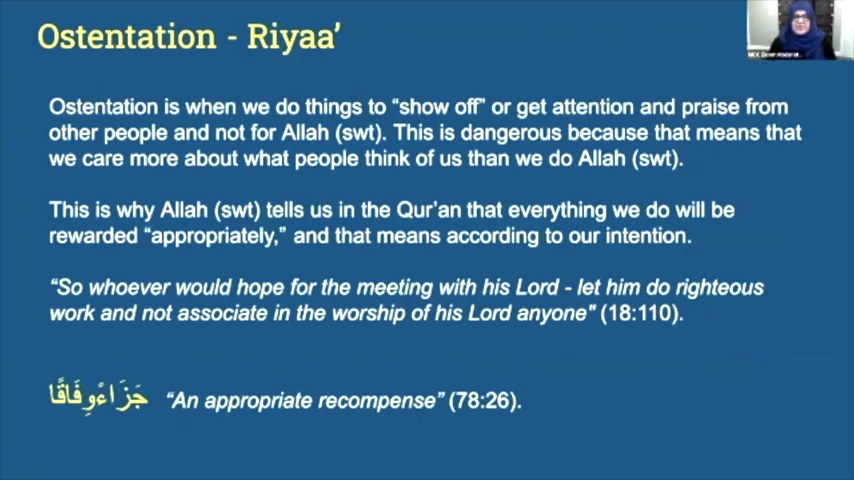 Ostentation - Riyaa’
Ostentation is when we do things to “show off” or get attention and praise from
other people and not for Allah (swt). This is dangerous because that means that
we care more about what people think of us than we do Allah (swt).
This is why Allah (swt) tells us in the Qur’an that everything we do will be
rewarded “appropriately,” and that means according to our intention.
“So whoever would hope for the meeting with his Lord - let him do righteous
work and not associate in the worship of his Lord anyone” (18:110).
جَزَاءًوِفَاقًا “An appropriate recompense” (78:26).